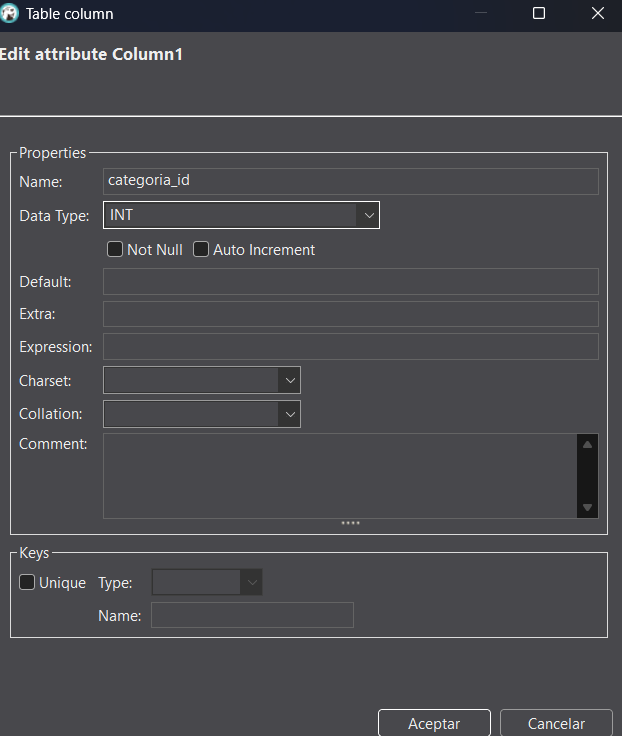 Table column
Edit attribute Column1
Properties
Name: categoria_id
Data Type: INT
Not Null Auto Increment
Default:
Extra:
Expression:
Charset:
Collation:
Comment:
Keys
Unique Type:
Name:
Aceptar Cancelar